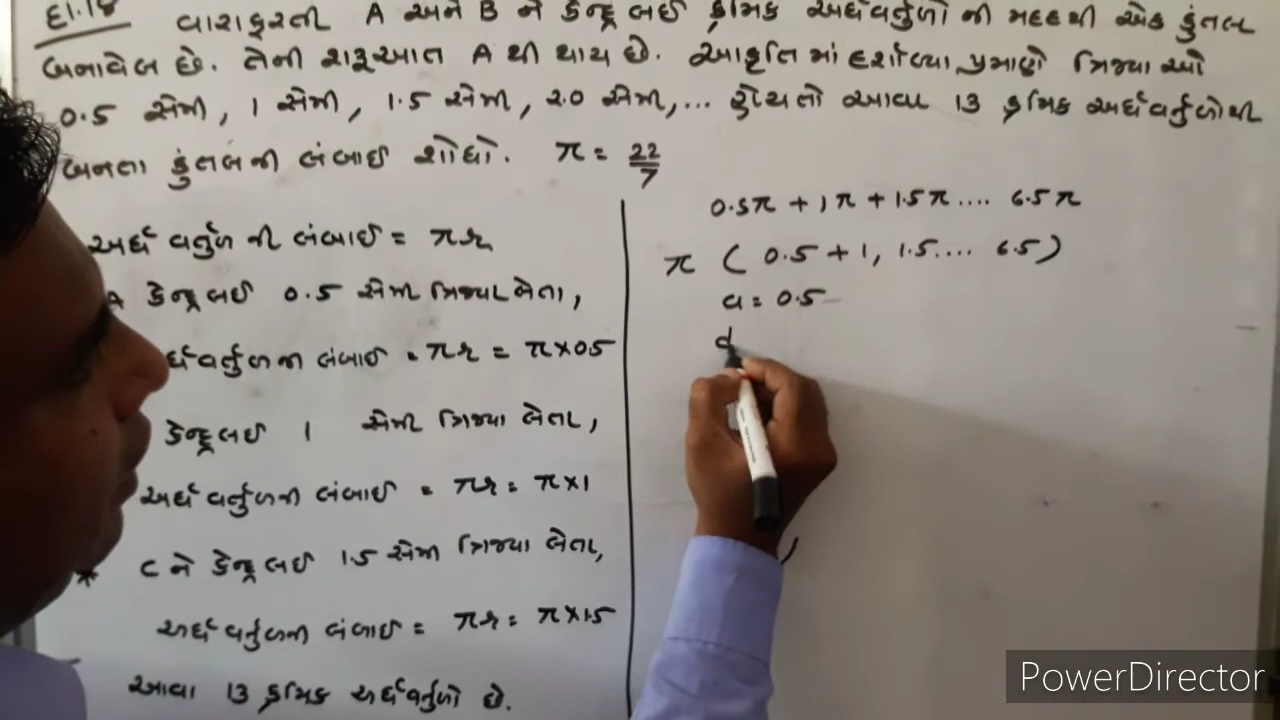 દા.18 વારાફરતી A અને B ને કેન્દ્ર લઈ ક્રમિક અર્ધવર્તુળો ની મદદથી એક કુંતલ
બનાવેલ છે. તેની શરૂઆત A થી થાય છે. આકૃતિ માં દર્શાવ્યા પ્રમાણે ત્રિજ્યા ઓ
0.5 સેમી, 1 સેમી, 1.5 સેમી, 2.0 સેમી,... હોય તો આવા 13 ક્રમિક અર્ધવર્તુળોથી
બનતા કુંતલની લંબાઈ શોધો. π = 22/7
અર્ધ વર્તુળ ની લંબાઈ = πr
A કેન્દ્ર લઈ 0.5 સેમી ત્રિજ્યા લેતા,
ર્ધવર્તુળની લંબાઈ = πr = π×0.5
કેન્દ્ર લઈ 1 સેમી ત્રિજ્યા લેતા,
અર્ધવર્તુળની લંબાઈ = πr = π×1
* C ને કેન્દ્ર લઈ 1.5 સેમી ત્રિજ્યા લેતા,
અર્ધવર્તુળની લંબાઈ = πr = π×1.5
આવા 13 ક્રમિક અર્ધવર્તુળો છે.
0.5π + 1π + 1.5π .... 6.5π
π ( 0.5 + 1, 1.5 .... 6.5)
a = 0.5
d
PowerDirector